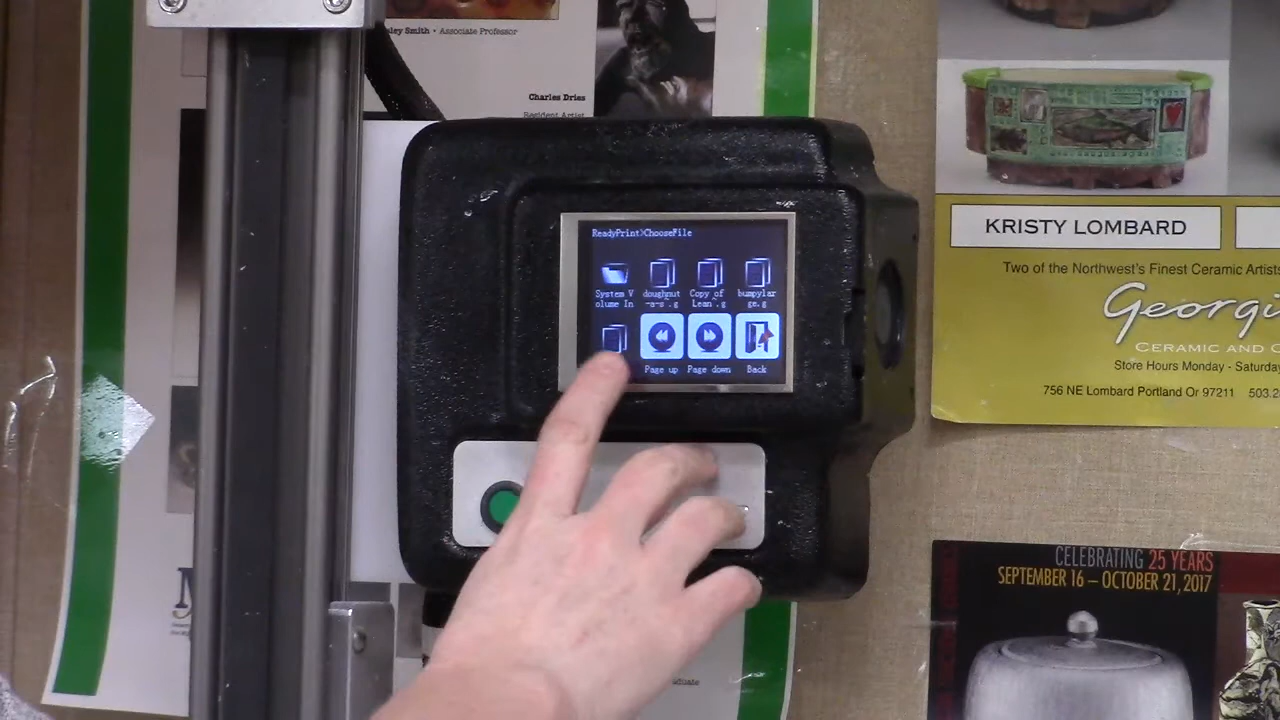 ley Smith • Associate Professor
Charles Dries
Resident Artist
ReadyPrint>ChooseFile
System V
olume In
doughnut
-a-s~.g
Copy of
Lean~.g
bumpylar
ge.g
Page up
Page down
Back
KRISTY LOMBARD
Two of the Northwest's Finest Ceramic Artists
Georgi
CERAMIC AND C
Store Hours Monday - Saturday
756 NE Lombard Portland Or 97211 503.2
CELEBRATING 25 YEARS
SEPTEMBER 16 – OCTOBER 21, 2017
M
duate